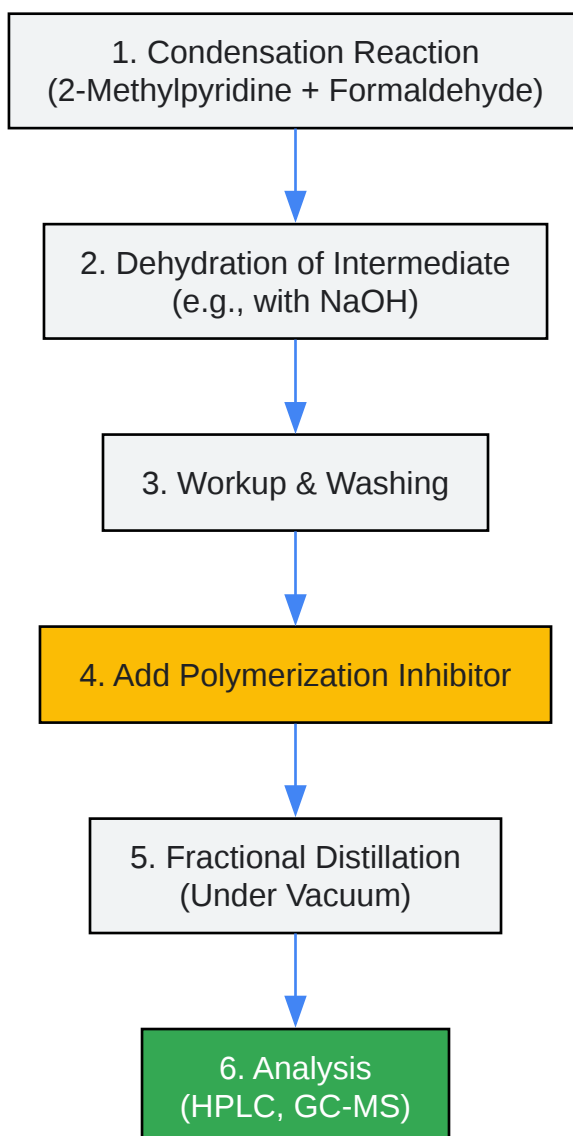 1. Condensation Reaction
(2-Methylpyridine + Formaldehyde)
2. Dehydration of Intermediate
(e.g., with NaOH)
3. Workup & Washing
4. Add Polymerization Inhibitor
5. Fractional Distillation
(Under Vacuum)
6. Analysis
(HPLC, GC-MS)